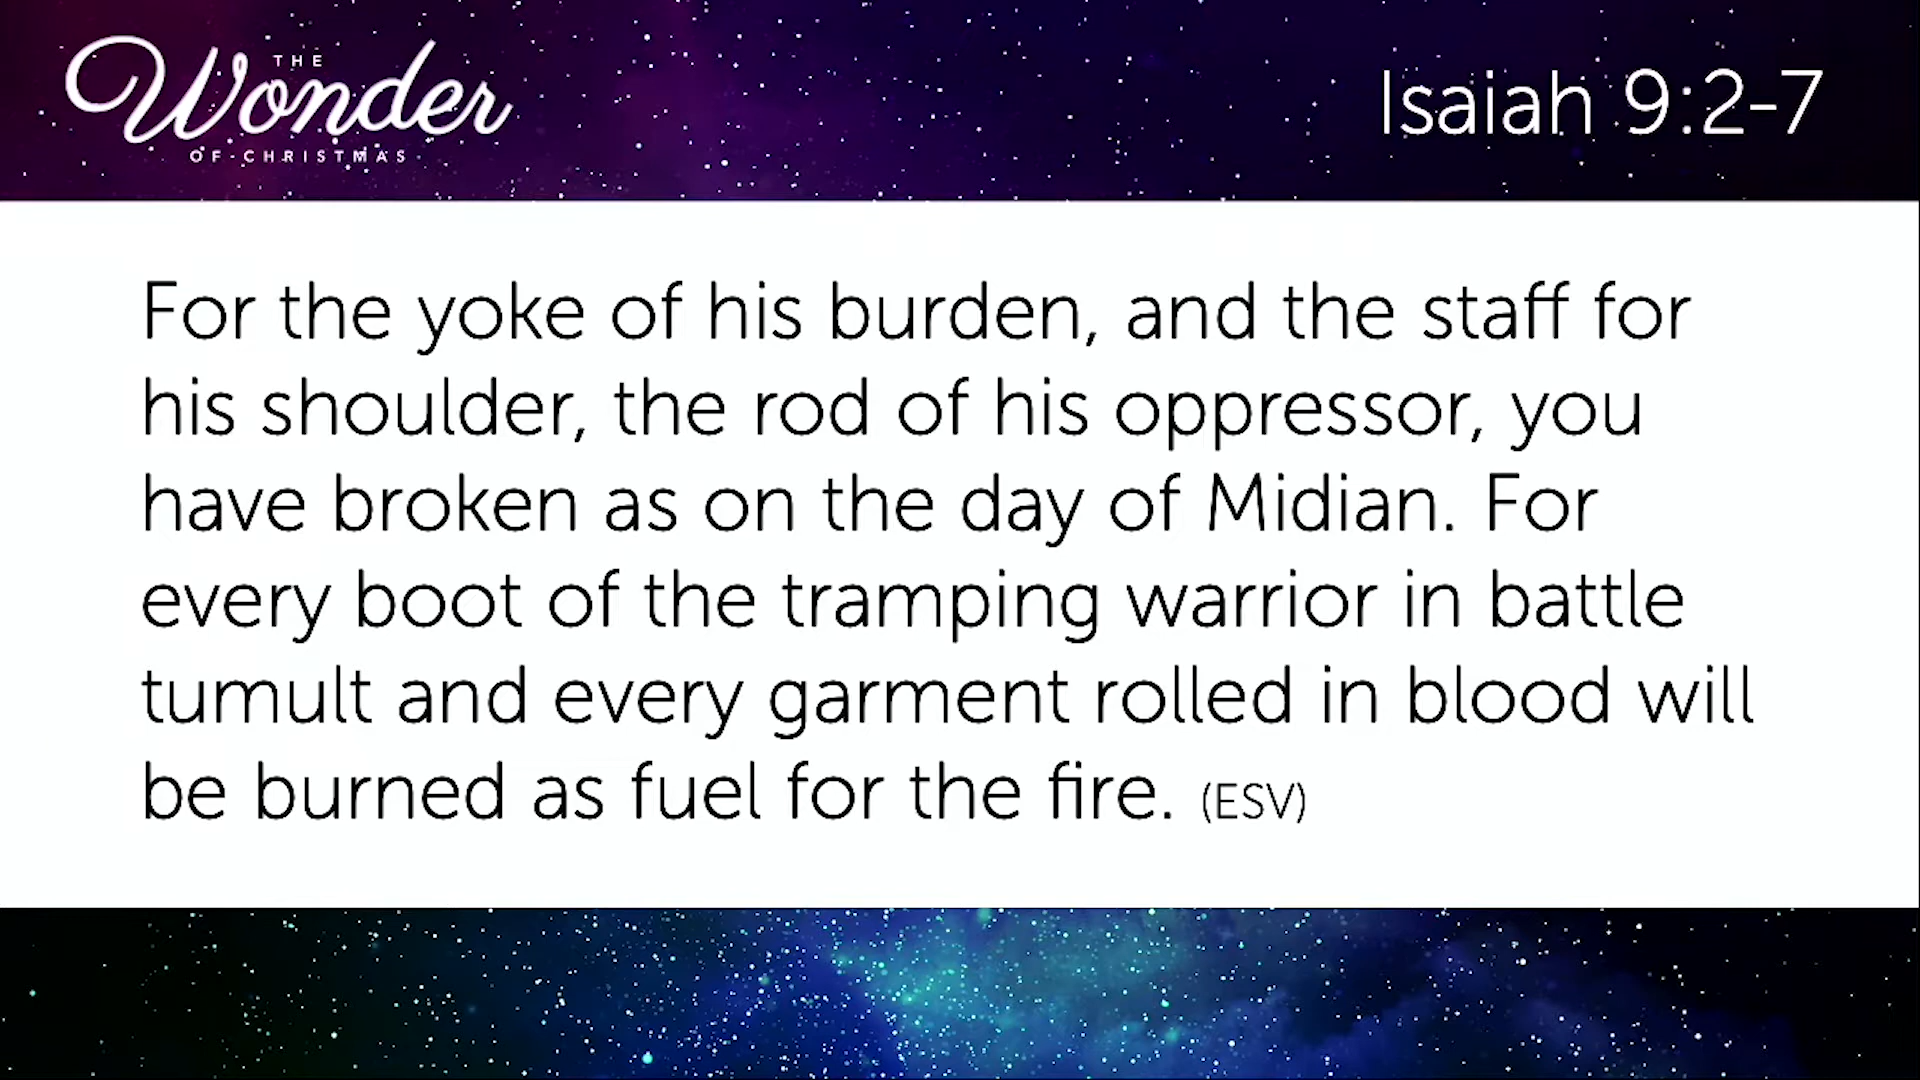 THE
Wonder
OF CHRISTMAS
Isaiah 9:2-7
For the yoke of his burden, and the staff for
his shoulder, the rod of his oppressor, you
have broken as on the day of Midian. For
every boot of the tramping warrior in battle
tumult and every garment rolled in blood will
be burned as fuel for the fire. (ESV)